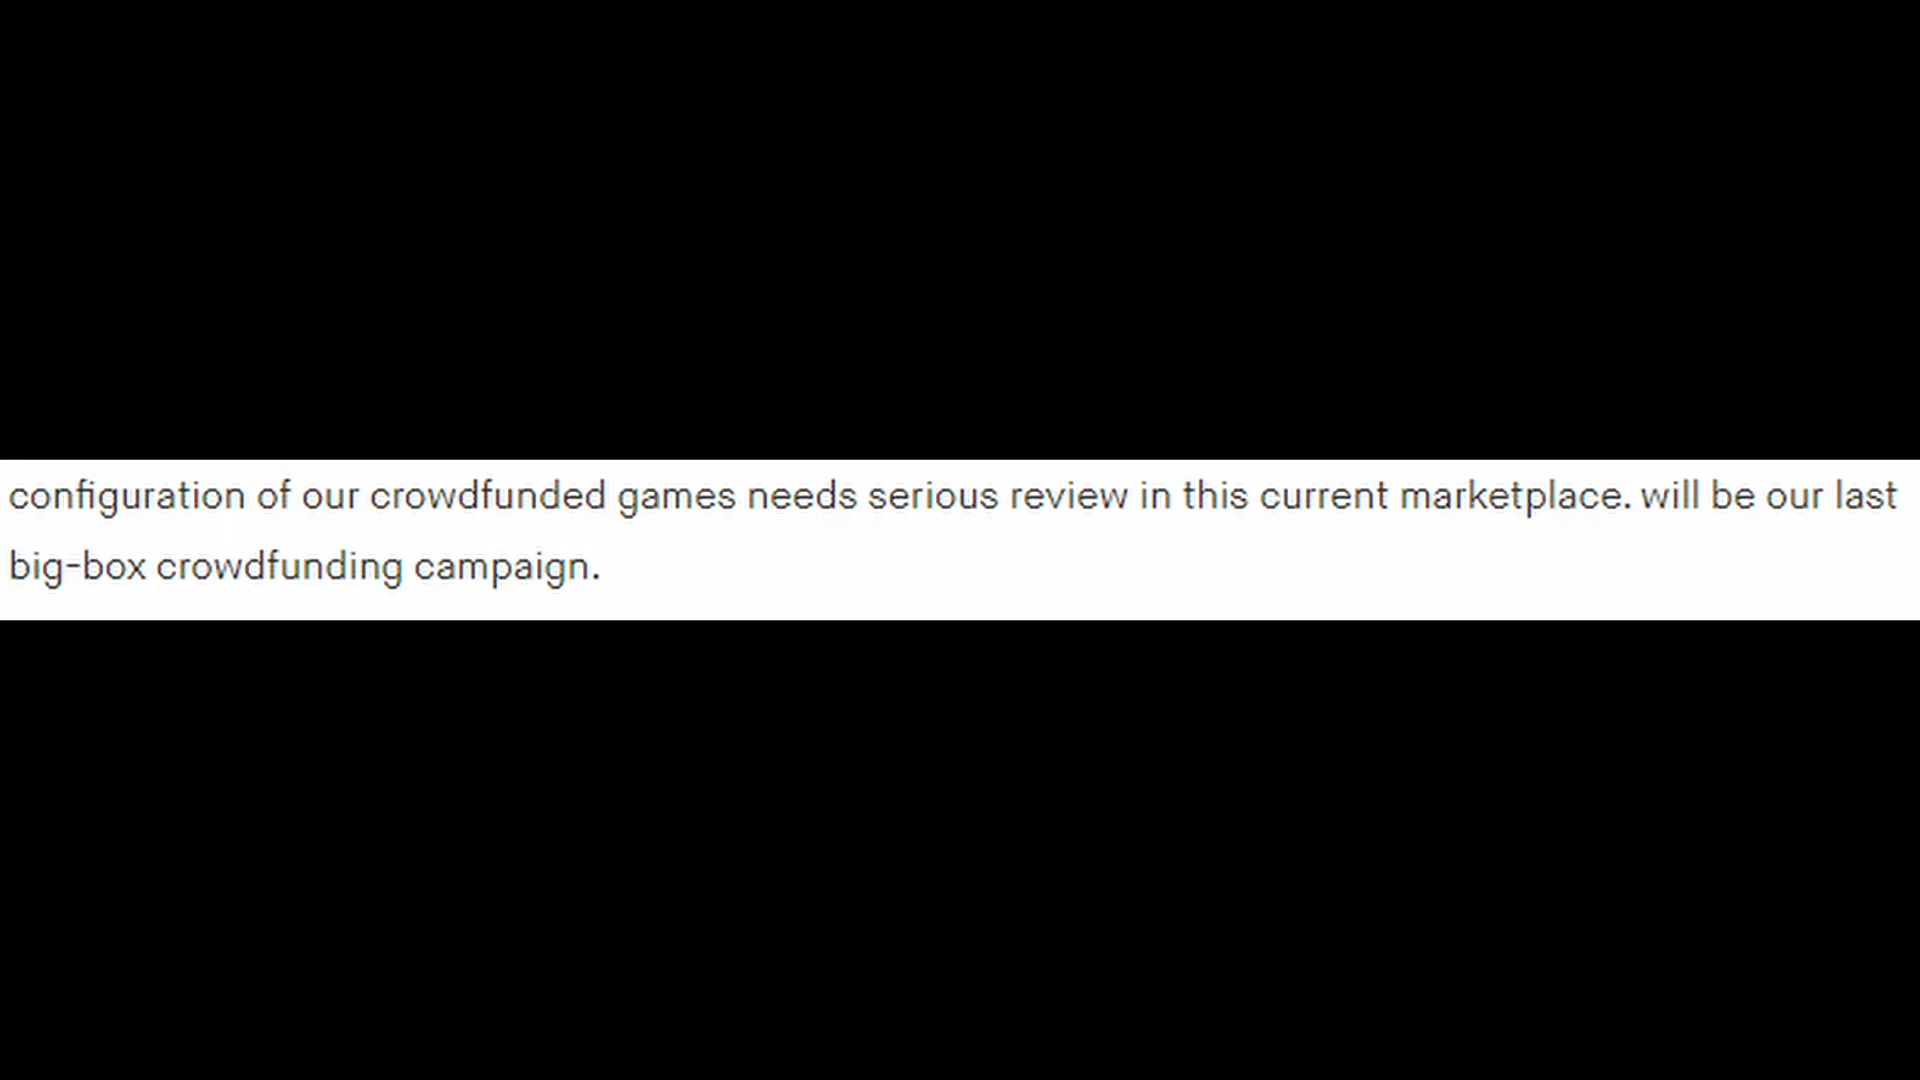 configuration of our crowdfunded games needs serious review in this current marketplace. will be our last
big-box crowdfunding campaign.